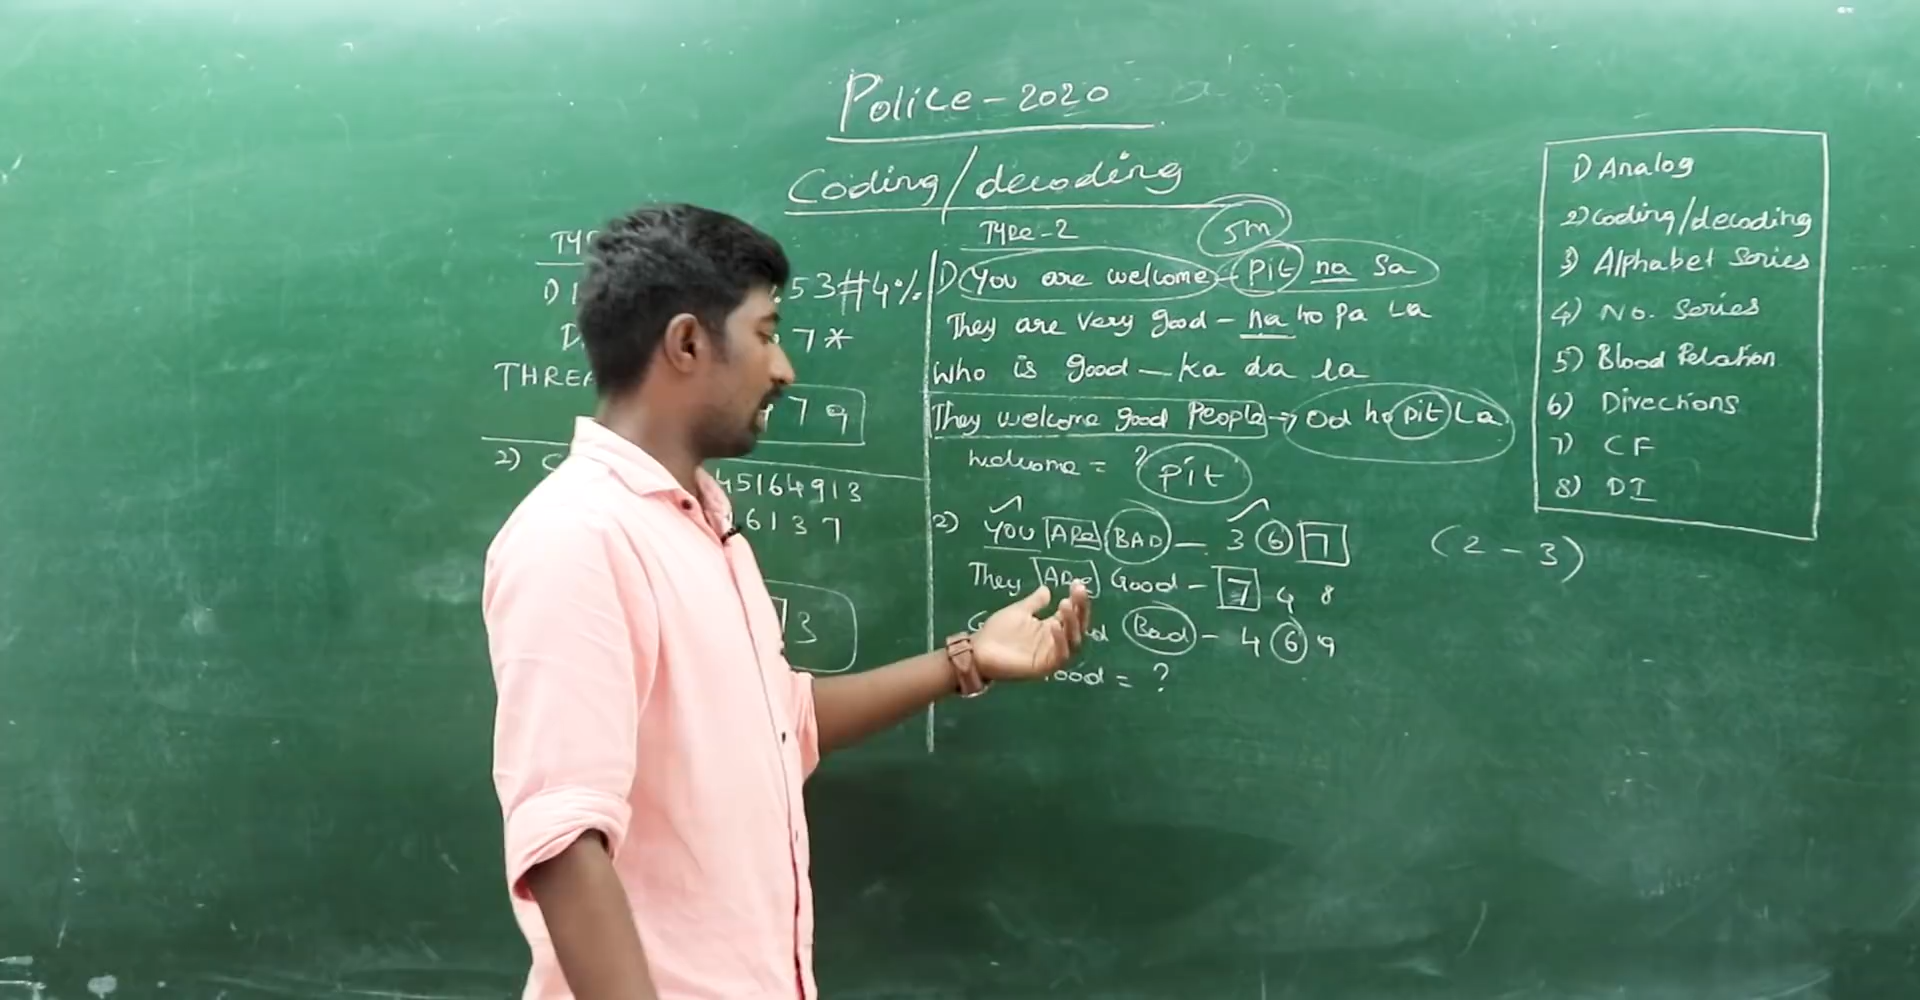 Police - 2020
Coding/decoding
53#4%
7*
THREA
7 9
2) C
45164913
6137
3
TYPE-2
5m
1) You are welcome - pit na sa
They are very good - na ho pa la
who is good - ka da la
They welcome good People → od ho pit La
welcome = ? pit
2) YOU ARe BAD - 3 6 7
They ARe Good - 7 4 8
Bad - 4 6 9
= ?
(2 - 3)
1) Analog
2) coding/decoding
3) Alphabet Series
4) No. Series
5) Blood Relation
6) Directions
7) CF
8) DI